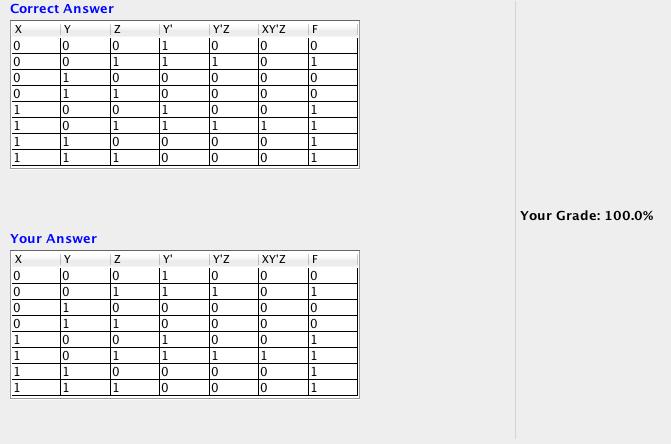 Correct Answer
X Y Z Y' Y'Z XY'Z F
0 0 0 1 0 0 0
0 0 1 1 1 0 1
0 1 0 0 0 0 0
0 1 1 0 0 0 0
1 0 0 1 0 0 1
1 0 1 1 1 1 1
1 1 0 0 0 0 1
1 1 1 0 0 0 1
Your Grade: 100.0%
Your Answer
X Y Z Y' Y'Z XY'Z F
0 0 0 1 0 0 0
0 0 1 1 1 0 1
0 1 0 0 0 0 0
0 1 1 0 0 0 0
1 0 0 1 0 0 1
1 0 1 1 1 1 1
1 1 0 0 0 0 1
1 1 1 0 0 0 1